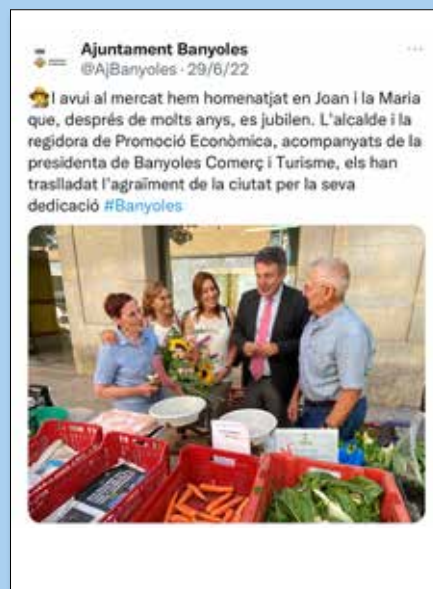 Ajuntament Banyoles
@AjBanyoles · 29/6/22
I avui al mercat hem homenatjat en Joan i la Maria
que, després de molts anys, es jubilen. L'alcalde i la
regidora de Promoció Econòmica, acompanyats de la
presidenta de Banyoles Comerç i Turisme, els han
traslladat l'agraïment de la ciutat per la seva
dedicació #Banyoles